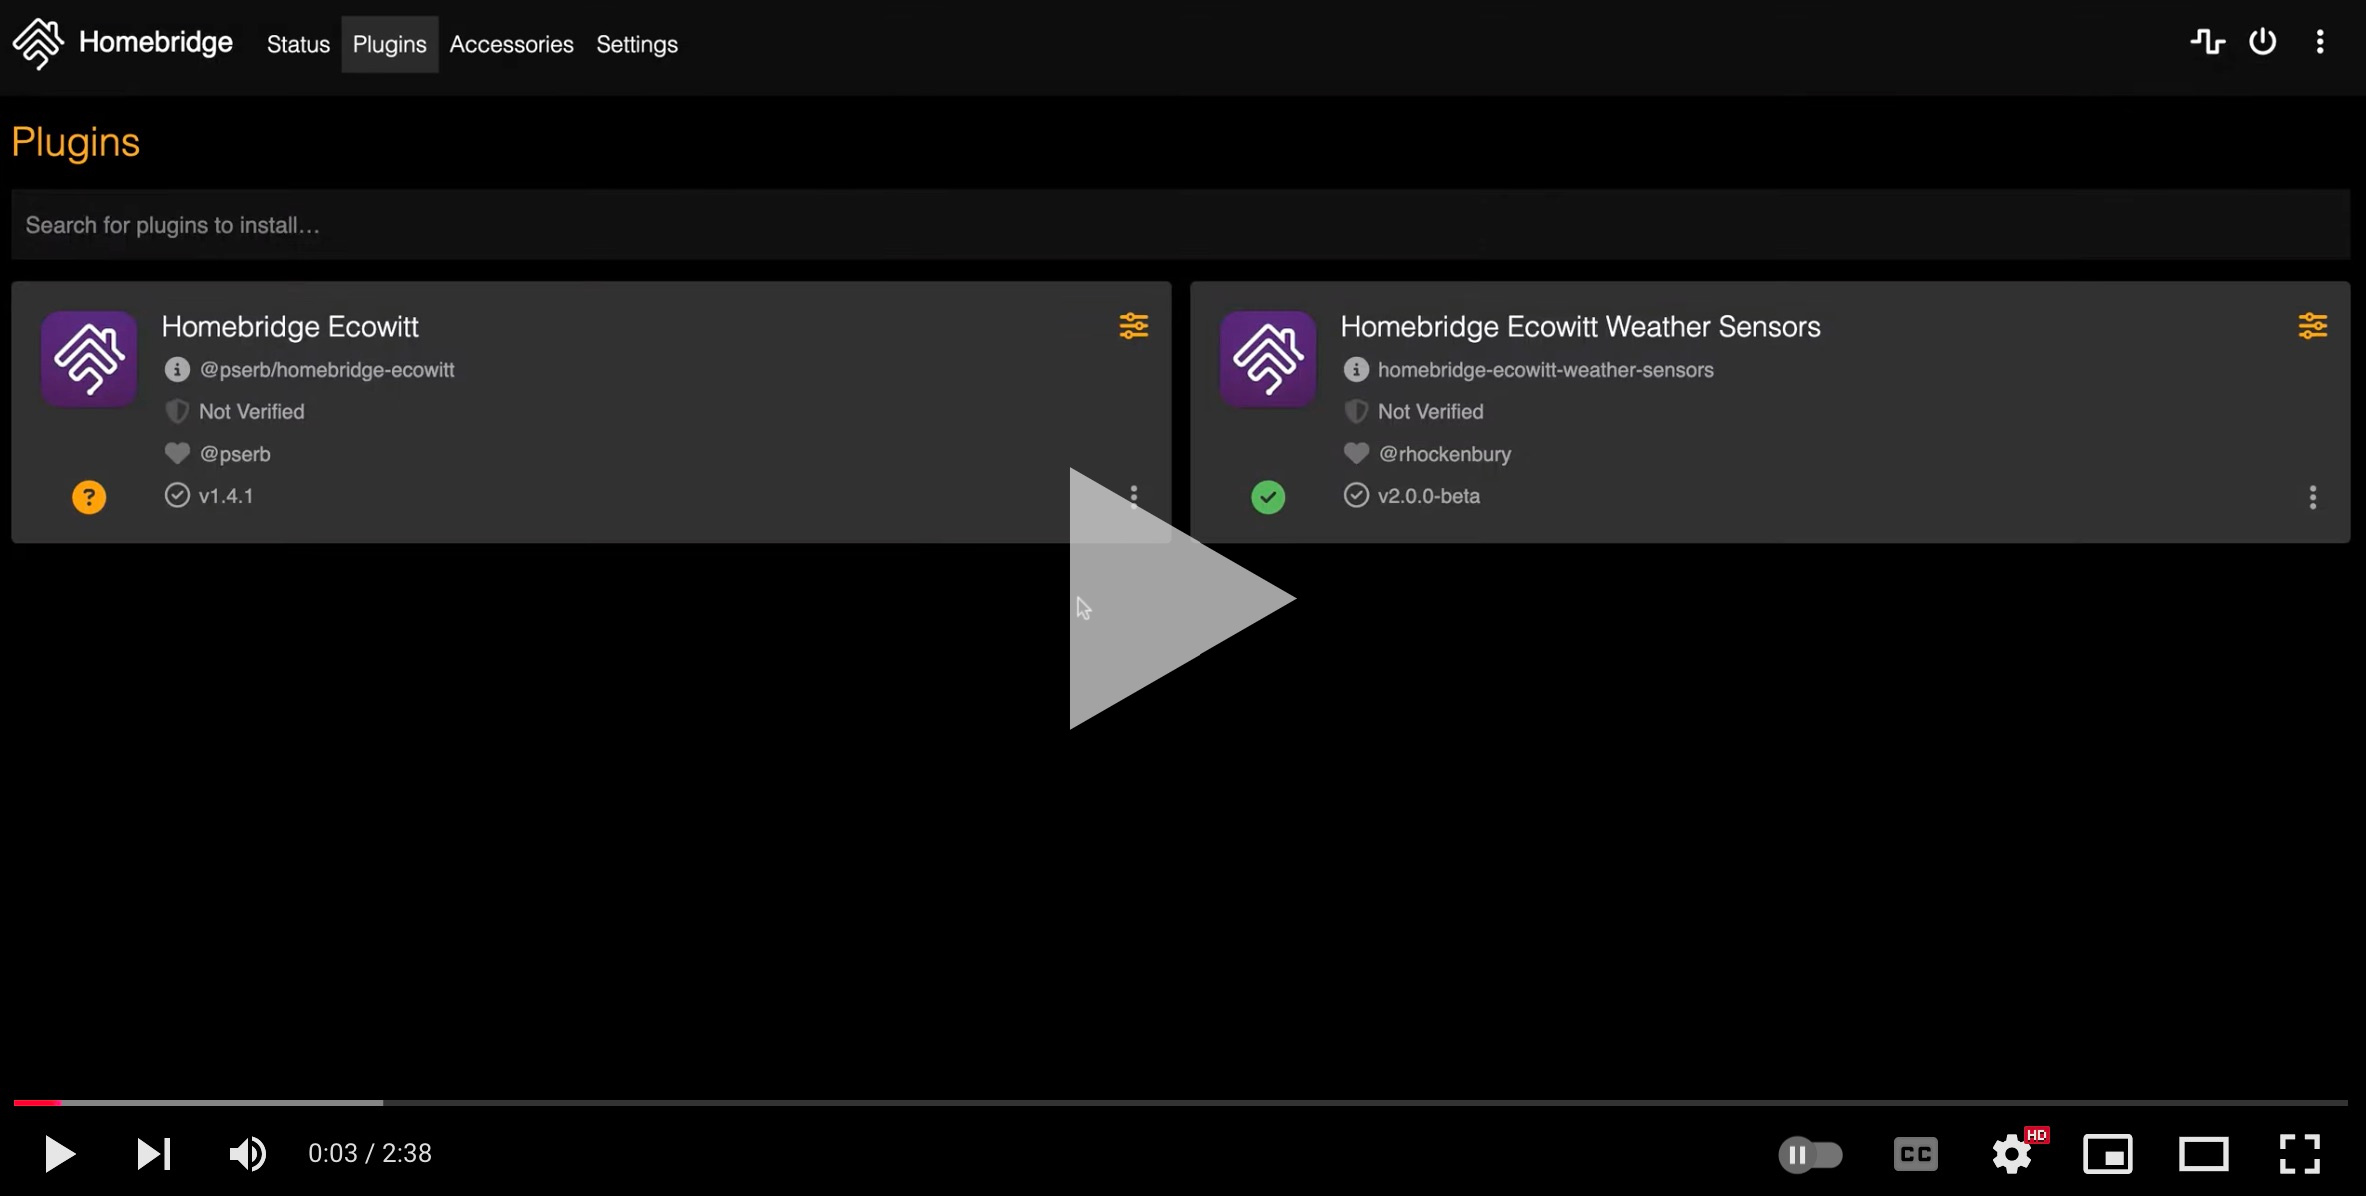 Homebridge Status Plugins Accessories Settings
Plugins
Search for plugins to install...
Homebridge Ecowitt
@pserb/homebridge-ecowitt
Not Verified
@pserb
v1.4.1
Homebridge Ecowitt Weather Sensors
homebridge-ecowitt-weather-sensors
Not Verified
@rhockenbury
v2.0.0-beta
0:03 / 2:38
CC
HD